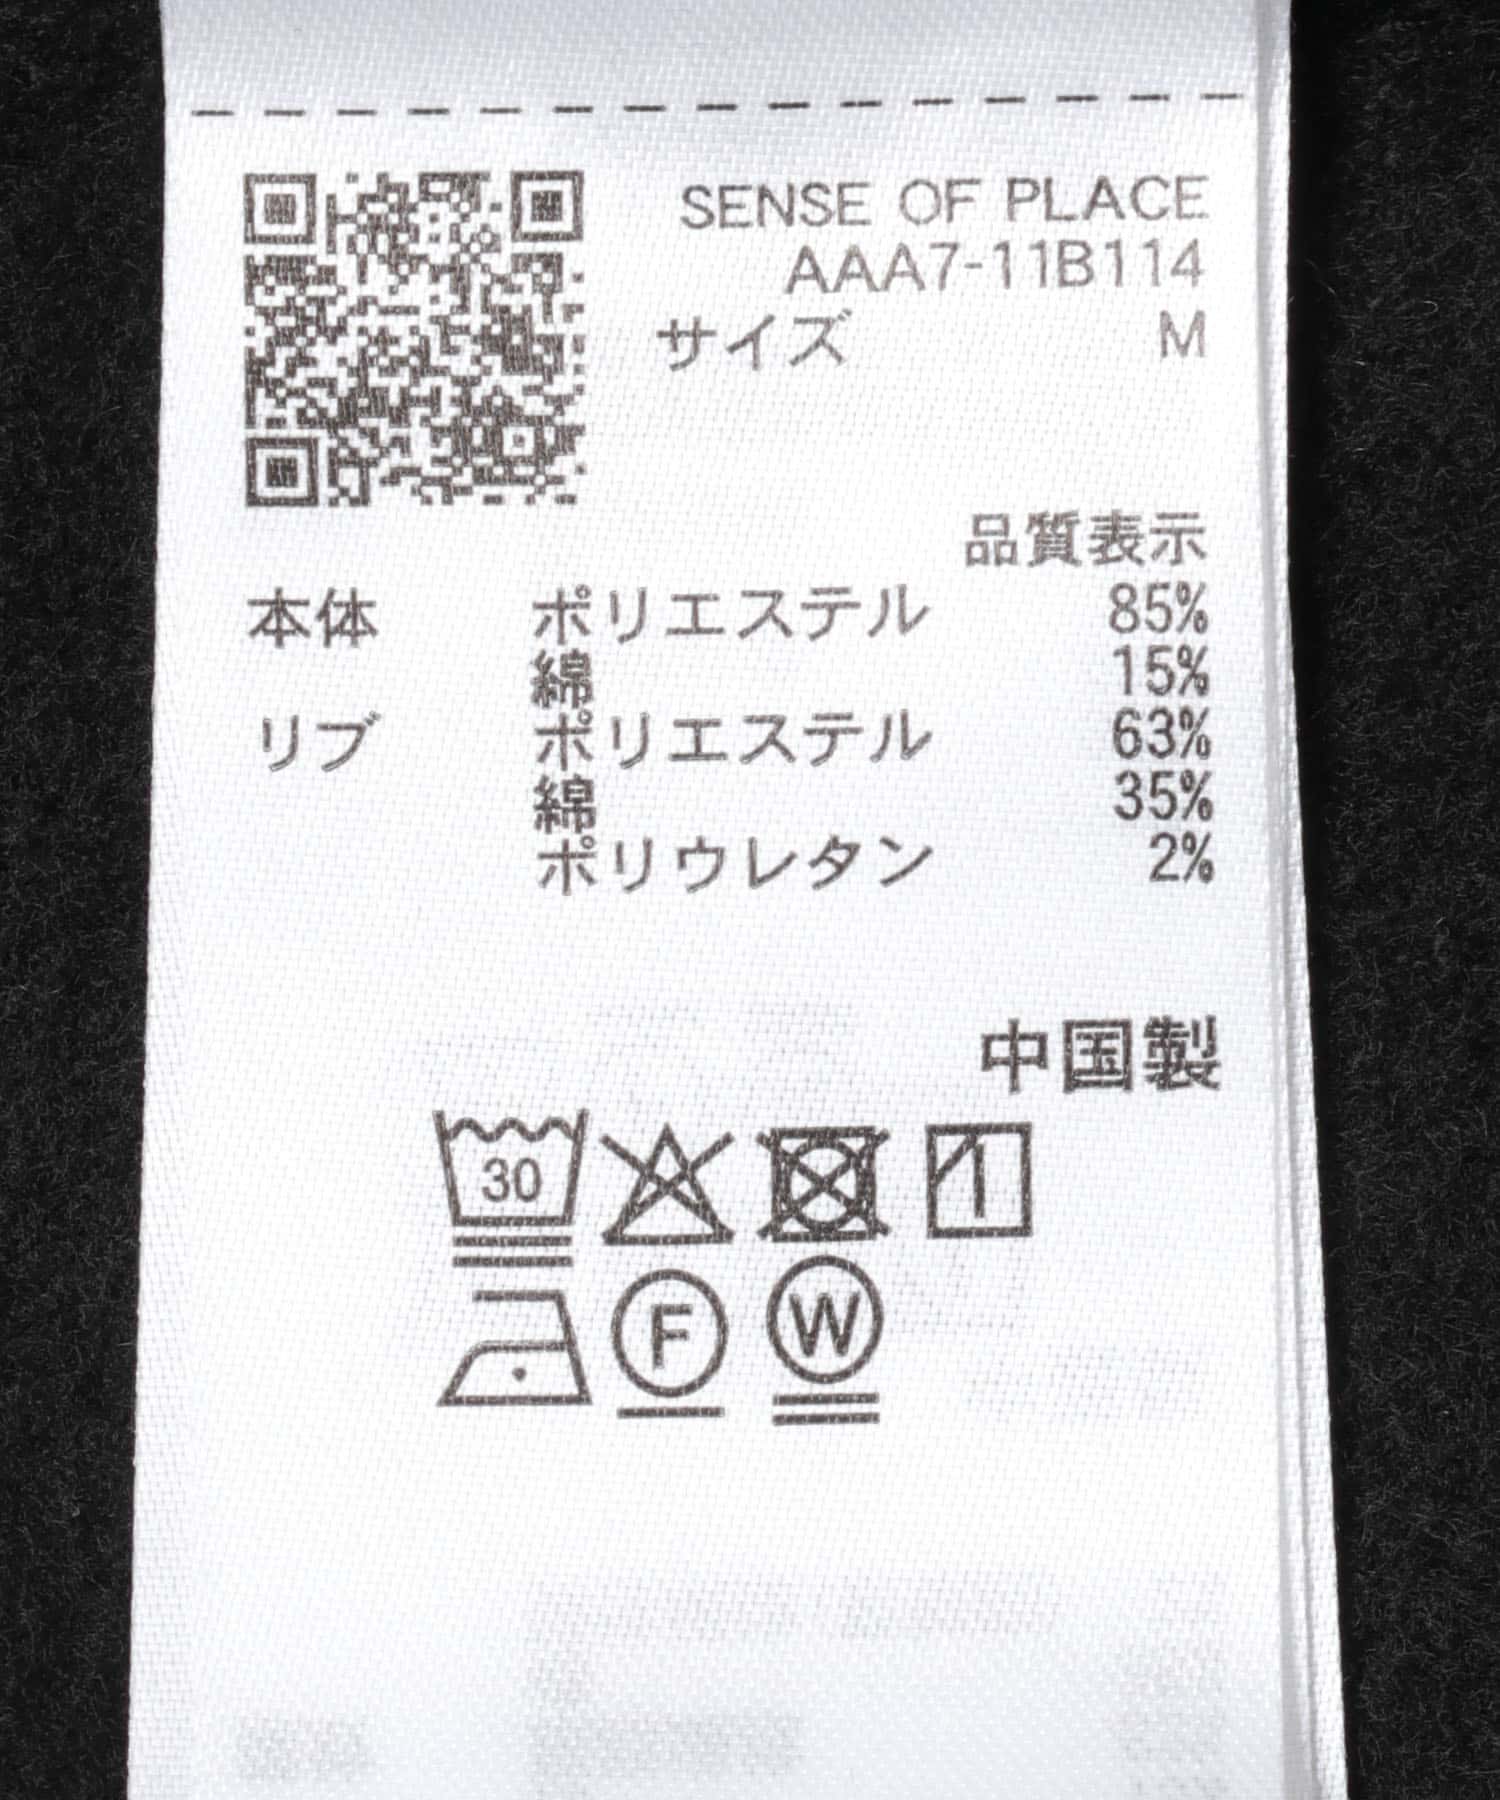 SENSE OF PLACE
AAA7-11B114
サイズ M
品質表示
本体 ポリエステル 85%
綿 15%
リブ ポリエステル 63%
綿 35%
ポリウレタン 2%
中国製
30
F W